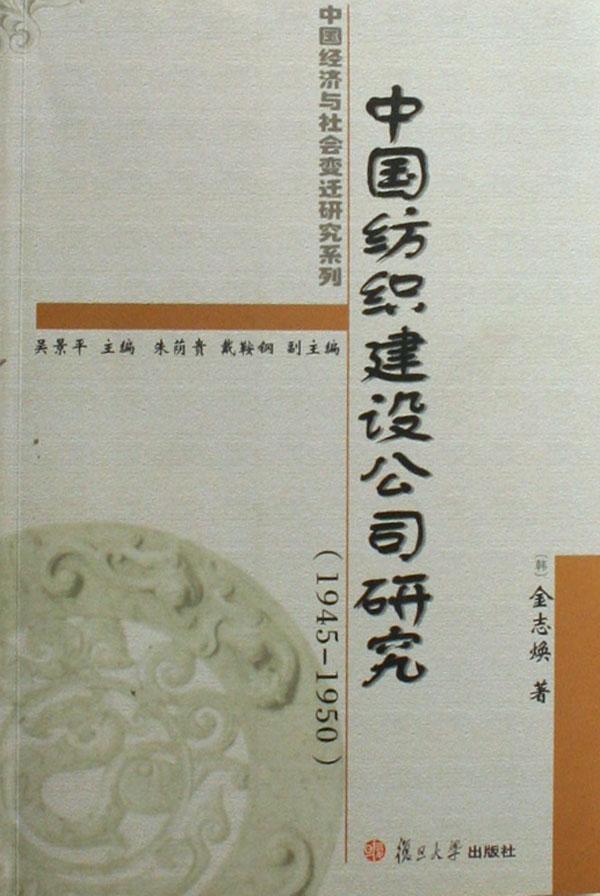 中国经济与社会变迁研究系列
中国纺织建设公司研究
(1945-1950)
吴景平 主编 朱荫贵 戴鞍钢 副主编
[韩] 金志焕 著
復旦大学出版社